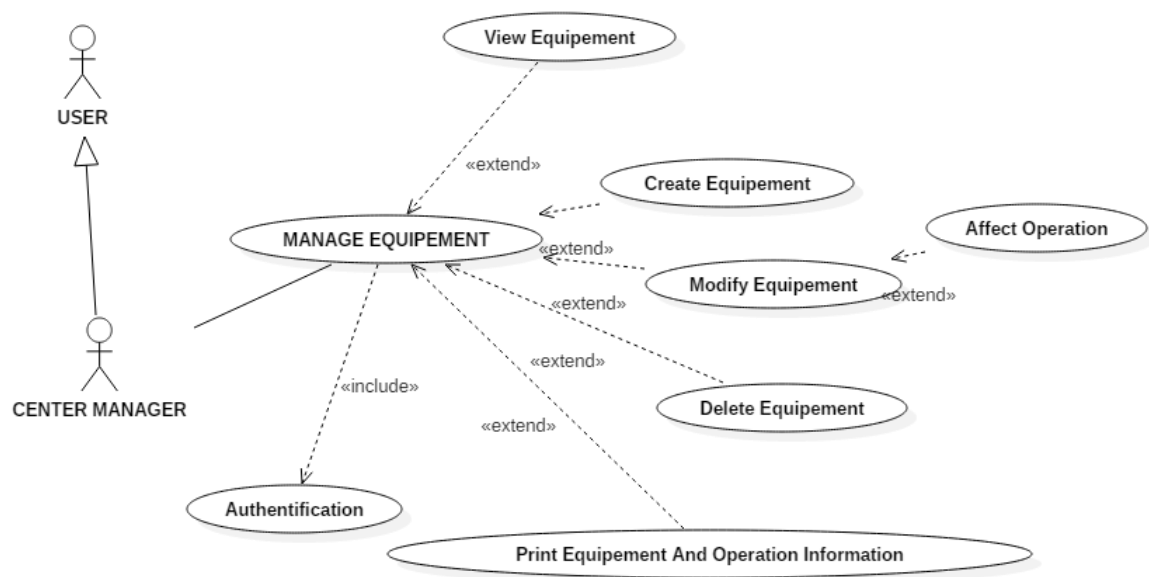 View Equipement
USER
«extend»
Create Equipement
Affect Operation
MANAGE EQUIPEMENT
«extend»
Modify Equipement
«extend»
«extend»
«extend»
«include»
CENTER MANAGER
Delete Equipement
«extend»
Authentification
Print Equipement And Operation Information